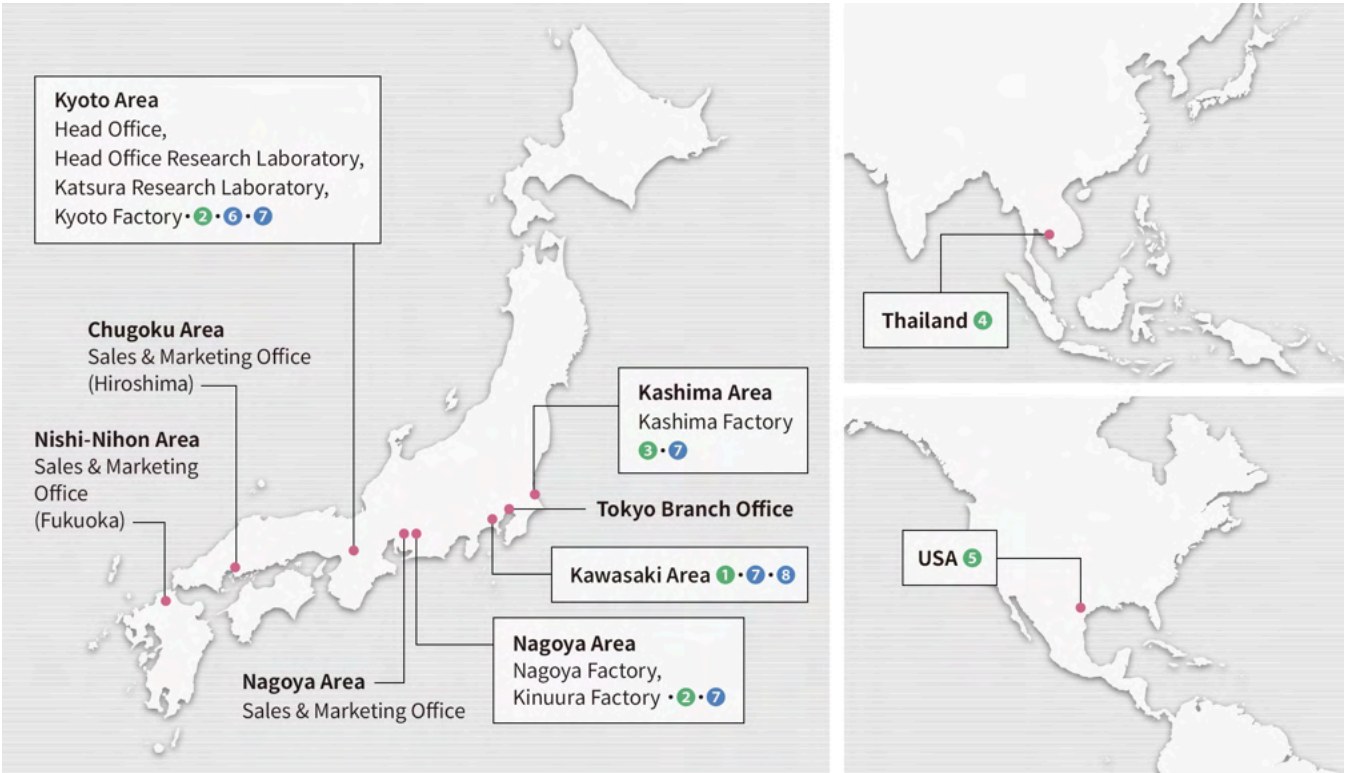 Kyoto Area
Head Office,
Head Office Research Laboratory,
Katsura Research Laboratory,
Kyoto Factory・2・6・7
Chugoku Area
Sales & Marketing Office
(Hiroshima)
Nishi-Nihon Area
Sales & Marketing
Office
(Fukuoka)
Nagoya Area
Sales & Marketing Office
Kashima Area
Kashima Factory
3・7
Tokyo Branch Office
Kawasaki Area 1・7・8
Nagoya Area
Nagoya Factory,
Kinuura Factory ・2・7
Thailand 4
USA 5